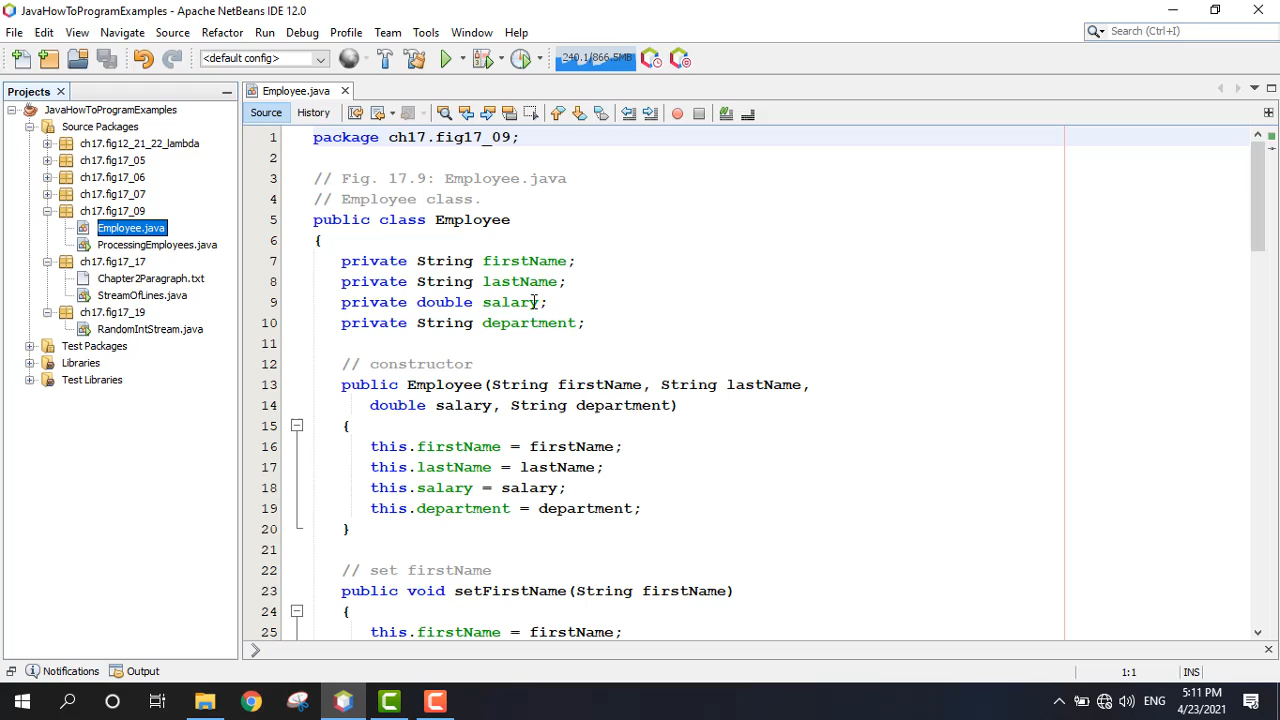 JavaHowToProgramExamples - Apache NetBeans IDE 12.0
File Edit View Navigate Source Refactor Run Debug Profile Team Tools Window Help
Search (Ctrl+I)
<default config>
240.1/866.5MB
Projects
Employee.java
Source History
JavaHowToProgramExamples
Source Packages
ch17.fig12_21_22_lambda
ch17.fig17_05
ch17.fig17_06
ch17.fig17_07
ch17.fig17_09
Employee.java
ProcessingEmployees.java
ch17.fig17_17
Chapter2Paragraph.txt
StreamOfLines.java
ch17.fig17_19
RandomIntStream.java
Test Packages
Libraries
Test Libraries
1 package ch17.fig17_09;
2
3 // Fig. 17.9: Employee.java
4 // Employee class.
5 public class Employee
6 {
7 private String firstName;
8 private String lastName;
9 private double salary;
10 private String department;
11
12 // constructor
13 public Employee(String firstName, String lastName,
14 double salary, String department)
15 {
16 this.firstName = firstName;
17 this.lastName = lastName;
18 this.salary = salary;
19 this.department = department;
20 }
21
22 // set firstName
23 public void setFirstName(String firstName)
24 {
25 this.firstName = firstName;
Notifications Output
1:1 INS
ENG
5:11 PM
4/23/2021